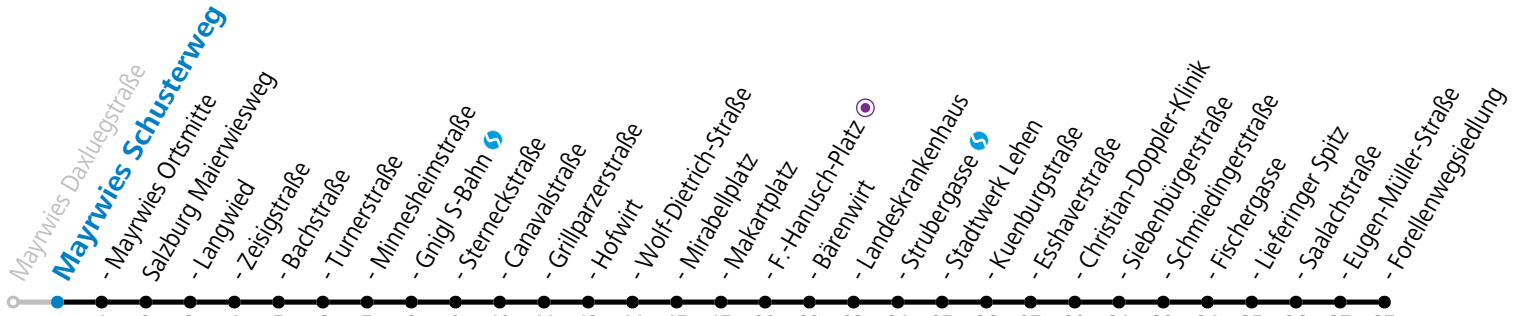 Mayrwies Daxluegstraße
Mayrwies Schusterweg
- Mayrwies Ortsmitte
Salzburg Maierwiesweg
- Langwied
- Zeisigstraße
- Bachstraße
- Turnerstraße
- Minnesheimstraße
- Gnigl S-Bahn
- Sterneckstraße
- Canavalstraße
- Grillparzerstraße
- Hofwirt
- Wolf-Dietrich-Straße
- Mirabellplatz
- Makartplatz
- F.-Hanusch-Platz
- Bärenwirt
- Landeskrankenhaus
- Strubergasse
- Stadtwerk Lehen
- Kuenburgstraße
- Esshaverstraße
- Christian-Doppler-Klinik
- Siebenbürgerstraße
- Schmiedingerstraße
- Fischergasse
- Lieferinger Spitz
- Saalachstraße
- Eugen-Müller-Straße
- Forellenwegsiedlung